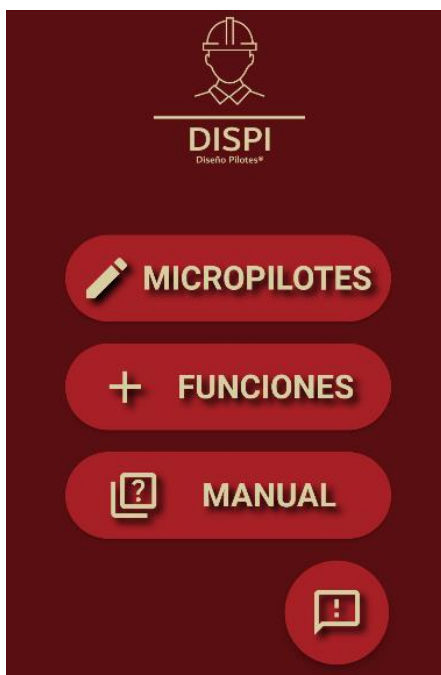 DISPI
Diseño Pilotes®
MICROPILOTES
FUNCIONES
MANUAL